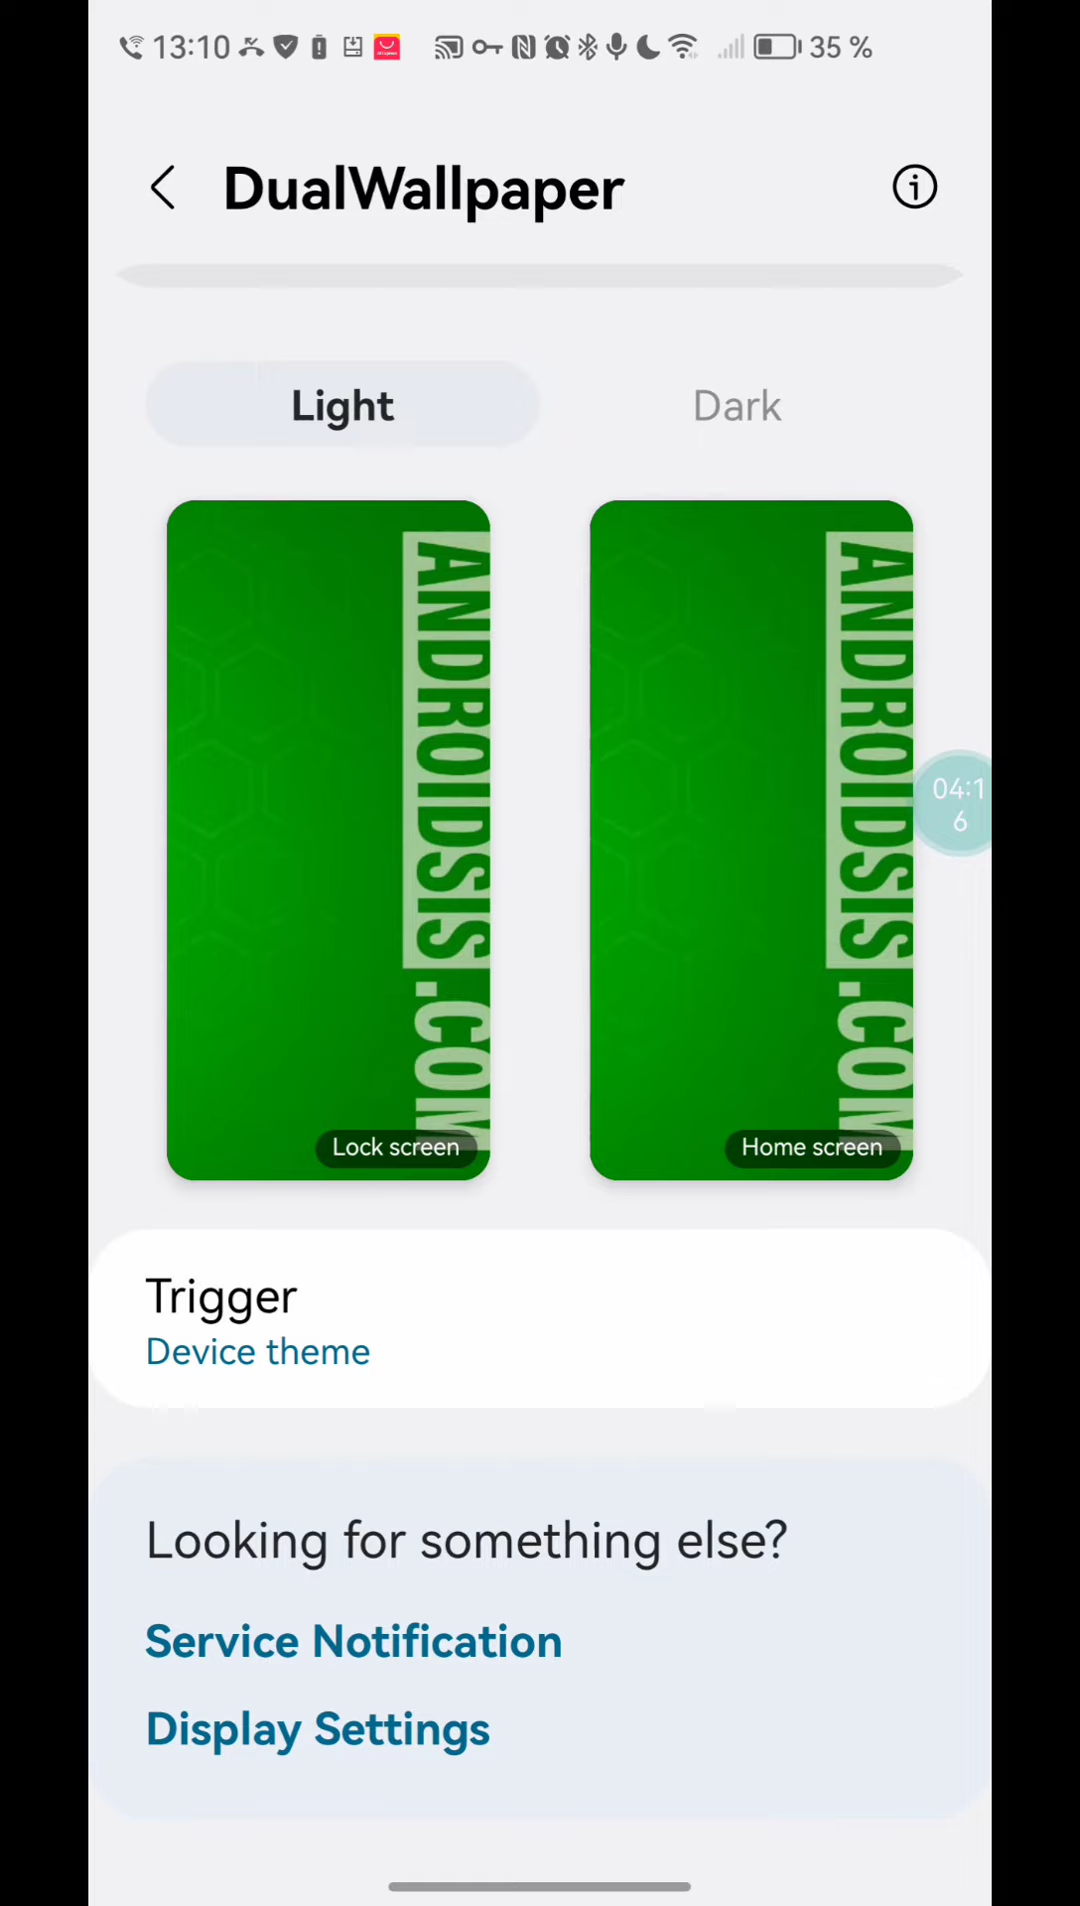 13:10 35 %
DualWallpaper
Light Dark
ANDROIDSIS.COM
Lock screen
ANDROIDSIS.COM
Home screen
04:1
6
Trigger
Device theme
Looking for something else?
Service Notification
Display Settings